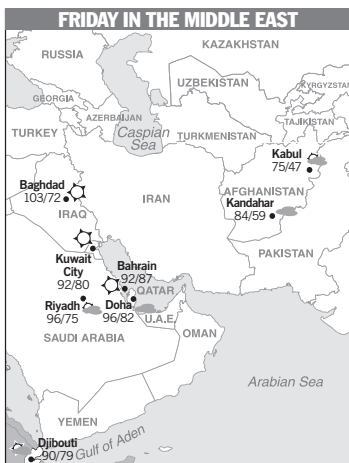 FRIDAY IN THE MIDDLE EAST
KAZAKHSTAN
RUSSIA
UZBEKISTAN
KYRGYZSTAN
GEORGIA
AZERBAIJAN
TAJIKISTAN
TURKEY
Caspian
Sea
TURKMENISTAN
Kabul
75/47
Baghdad
103/72
IRAN
AFGHANISTAN
Kandahar
84/59
IRAQ
PAKISTAN
Kuwait
City
92/80
Bahrain
92/87
QATAR
Riyadh
96/75
Doha
96/82
U.A.E.
SAUDI ARABIA
OMAN
Arabian Sea
YEMEN
Djibouti
90/79
Gulf of Aden